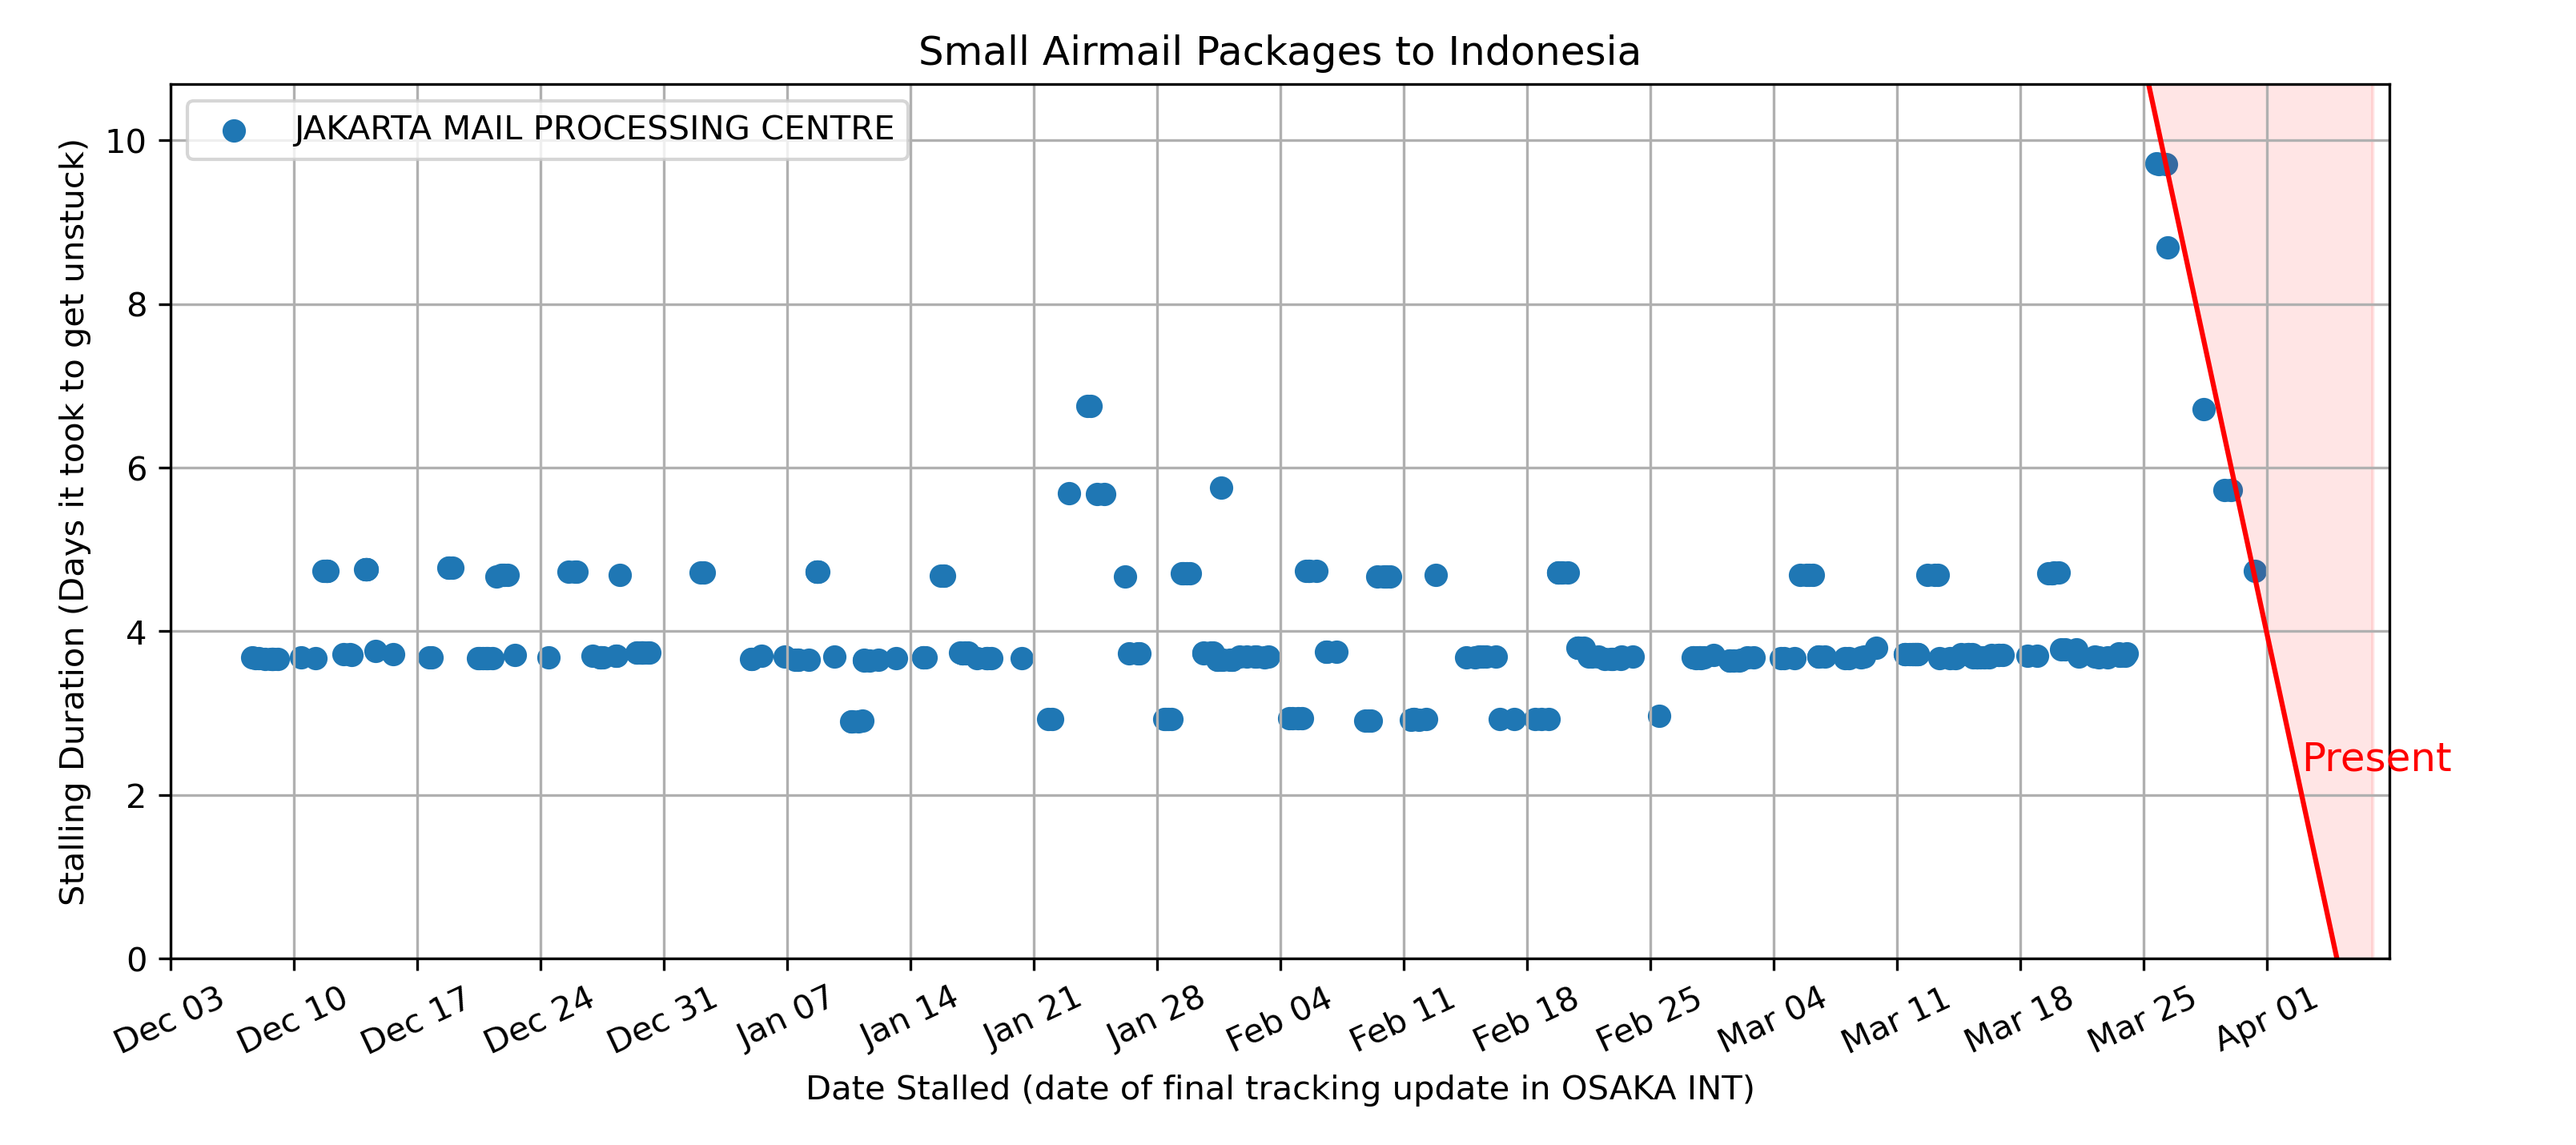 Small Airmail Packages to Indonesia
JAKARTA MAIL PROCESSING CENTRE
Stalling Duration (Days it took to get unstuck)
10
8
6
4
2
0
Present
Dec 03
Dec 10
Dec 17
Dec 24
Dec 31
Jan 07
Jan 14
Jan 21
Jan 28
Feb 04
Feb 11
Feb 18
Feb 25
Mar 04
Mar 11
Mar 18
Mar 25
Apr 01
Date Stalled (date of final tracking update in OSAKA INT)